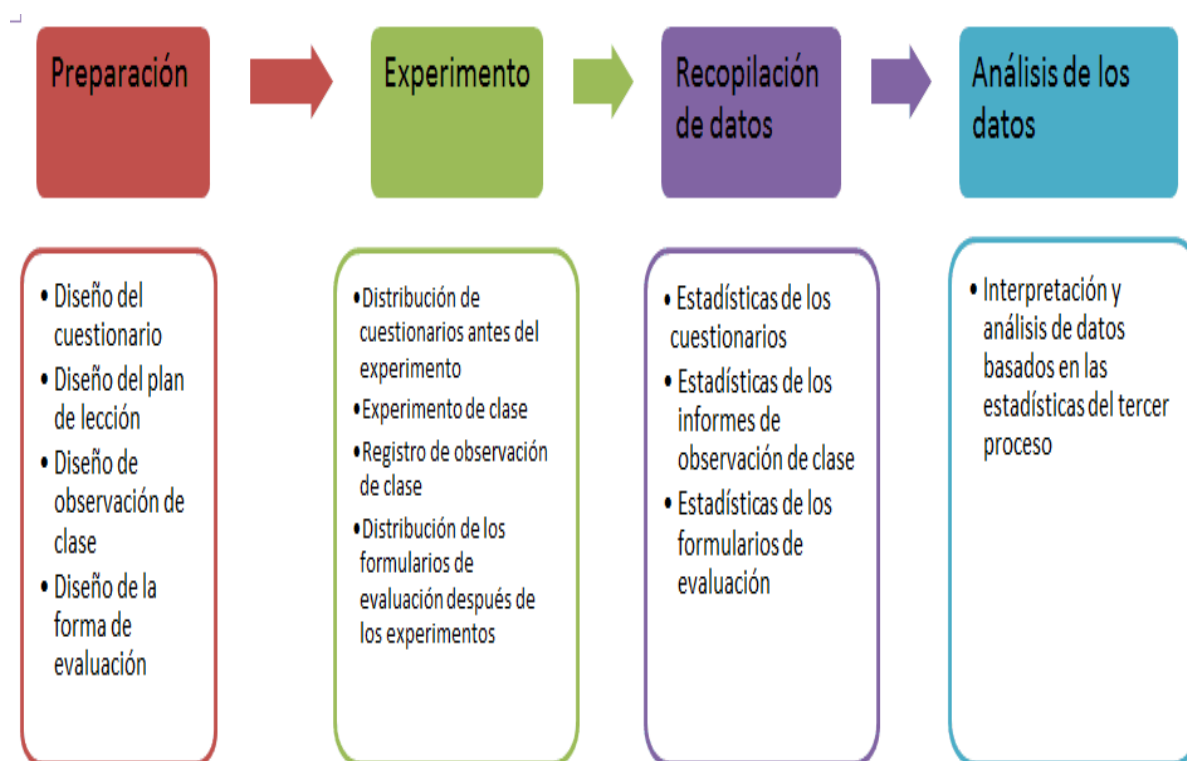 Preparación
Experimento
Recopilación
de datos
Análisis de los
datos
• Diseño del
cuestionario
• Diseño del plan
de lección
• Diseño de
observación de
clase
• Diseño de la
forma de
evaluación
•Distribución de
cuestionarios antes del
experimento
•Experimento de clase
•Registro de observación
de clase
•Distribución de los
formularios de
evaluación después de
los experimentos
• Estadísticas de los
cuestionarios
• Estadísticas de los
informes de
observación de clase
• Estadísticas de los
formularios de
evaluación
• Interpretación y
análisis de datos
basados en las
estadísticas del tercer
proceso